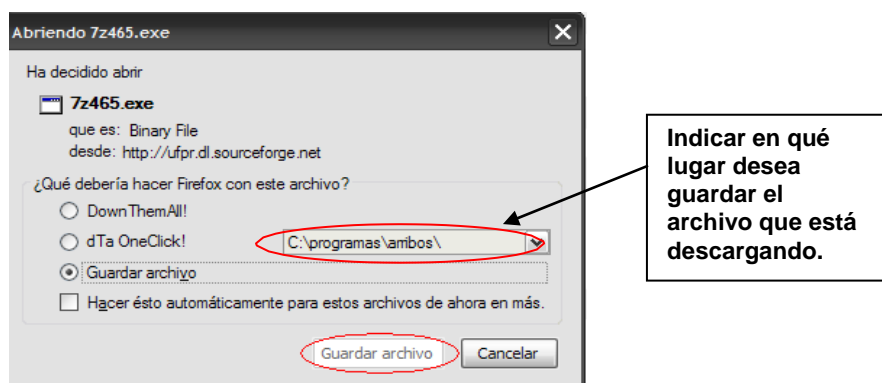 Abriendo 7z465.exe
Ha decidido abrir
7z465.exe
que es: Binary File
desde: http://ufpr.dl.sourceforge.net
¿Qué debería hacer Firefox con este archivo?
DownThemAll!
dTa OneClick! C:\programas\ambos\
Guardar archivo
Hacer ésto automáticamente para estos archivos de ahora en más.
Guardar archivo Cancelar
Indicar en qué
lugar desea
guardar el
archivo que está
descargando.